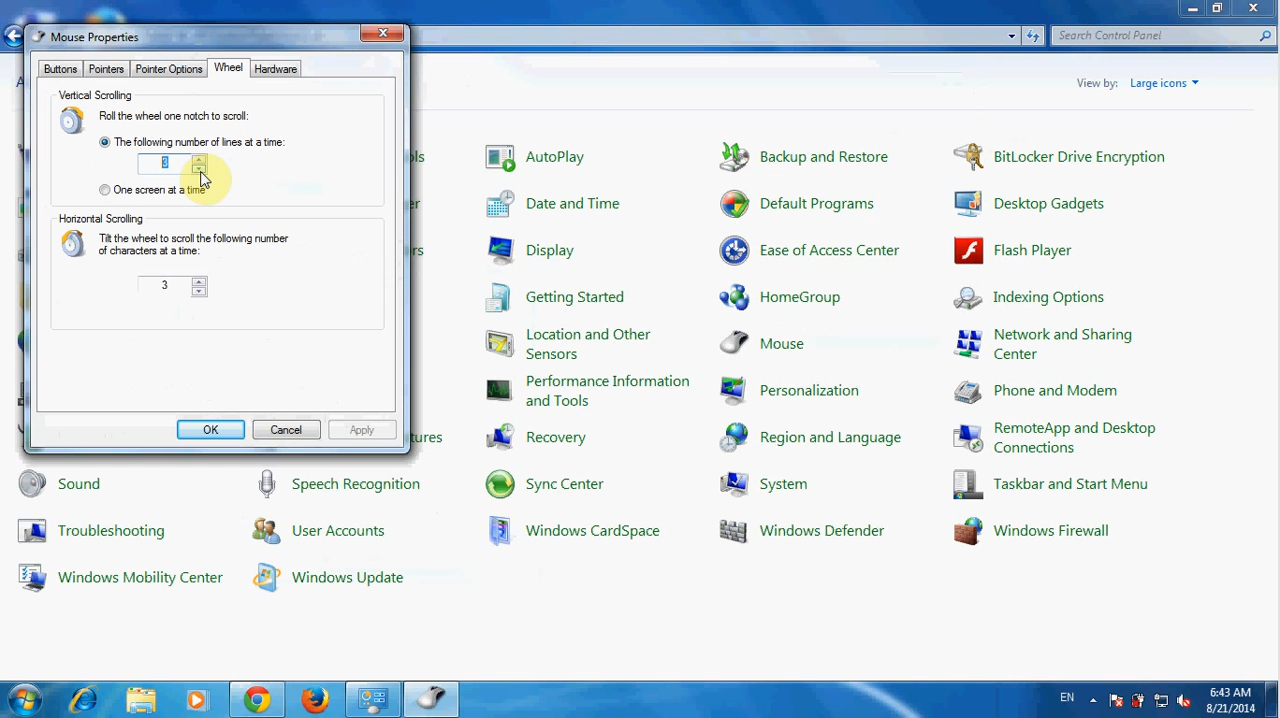 Mouse Properties
Search Control Panel
Buttons
Pointers
Pointer Options
Wheel
Hardware
View by:
Large icons
Vertical Scrolling
Roll the wheel one notch to scroll:
The following number of lines at a time:
3
One screen at a time
Horizontal Scrolling
Tilt the wheel to scroll the following number
of characters at a time:
3
OK
Cancel
Apply
AutoPlay
Backup and Restore
BitLocker Drive Encryption
Date and Time
Default Programs
Desktop Gadgets
Display
Ease of Access Center
Flash Player
Getting Started
HomeGroup
Indexing Options
Location and Other
Sensors
Mouse
Network and Sharing
Center
Performance Information
and Tools
Personalization
Phone and Modem
Recovery
Region and Language
RemoteApp and Desktop
Connections
Sound
Speech Recognition
Sync Center
System
Taskbar and Start Menu
Troubleshooting
User Accounts
Windows CardSpace
Windows Defender
Windows Firewall
Windows Mobility Center
Windows Update
EN
6:43 AM
8/21/2014